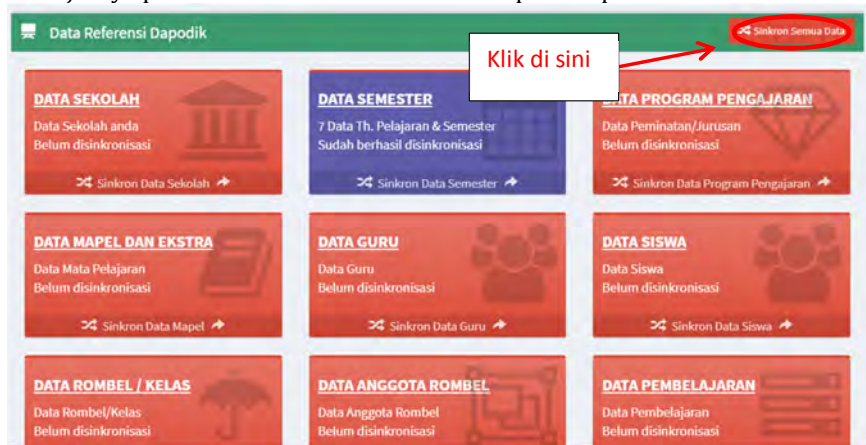 Data Referensi Dapodik
Sinkron Semua Data
Klik di sini
DATA SEKOLAH
Data Sekolah anda
Belum disinkronisasi
Sinkron Data Sekolah
DATA SEMESTER
7 Data Th. Pelajaran & Semester
Sudah berhasil disinkronisasi
Sinkron Data Semester
DATA PROGRAM PENGAJARAN
Data Peminatan/Jurusan
Belum disinkronisasi
Sinkron Data Program Pengajaran
DATA MAPEL DAN EKSTRA
Data Mata Pelajaran
Belum disinkronisasi
Sinkron Data Mapel
DATA GURU
Data Guru
Belum disinkronisasi
Sinkron Data Guru
DATA SISWA
Data Siswa
Belum disinkronisasi
Sinkron Data Siswa
DATA ROMBEL / KELAS
Data Rombel/Kelas
Belum disinkronisasi
DATA ANGGOTA ROMBEL
Data Anggota Rombel
Belum disinkronisasi
DATA PEMBELAJARAN
Data Pembelajaran
Belum disinkronisasi